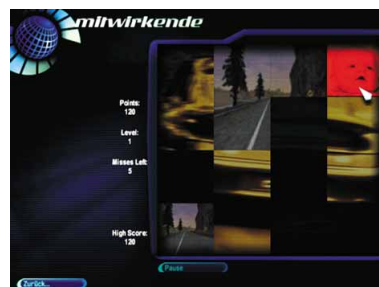 mitwirkende
Points:
120
Level:
1
Misses Left:
5
High Score:
120
Pause
Zurück...